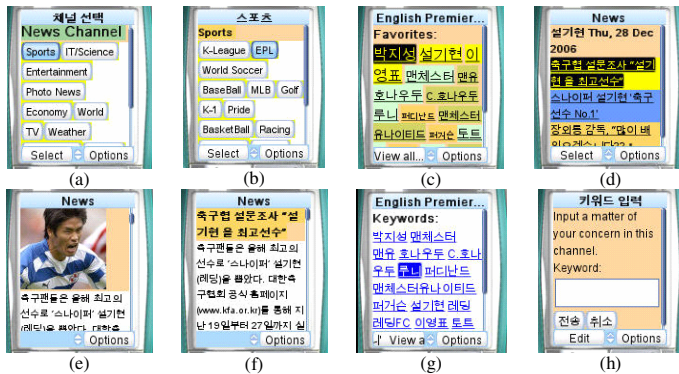 채널 선택
News Channel
Sports IT/Science
Entertainment
Photo News
Economy World
TV Weather
Select Options
(a)
스포츠
Sports
K-League EPL
World Soccer
BaseBall MLB Golf
K-1 Pride
BasketBall Racing
Select Options
(b)
English Premier...
Favorites:
박지성 설기현 이
영표 맨체스터 맨유
호나우두 C.호나우두
루니 퍼디난드 맨체스터
유나이티드 퍼거슨 토트
View all... Options
(c)
News
설기현 Thu, 28 Dec
2006
축구협 설문조사 “설기
현 올 최고선수”
스나이퍼 설기현 '축구
선수 No.1'
장외룡 감독, "많이 배
Select Options
(d)
News
축구팬들은 올해 최고의
선수로 ‘스나이퍼’ 설기현
(레딩)을 뽑았다. 대한축
Options
(e)
News
축구협 설문조사 “설
기현 올 최고선수”
축구팬들은 올해 최고의
선수로 ‘스나이퍼’ 설기현
(레딩)을 뽑았다. 대한축
구협회 공식 홈페이지
(www.kfa.or.kr)를 통해 지
난 19일부터 27일까지 실
Options
(f)
English Premier...
Keywords:
박지성 맨체스터
맨유 호나우두 C.호나
우두 루니 퍼디난드
맨체스터유나이티드
퍼거슨 설기현 레딩
레딩FC 이영표 토트
View a Options
(g)
키워드 입력
Input a matter of
your concern in this
channel.
Keyword:
전송 취소
Edit Options
(h)